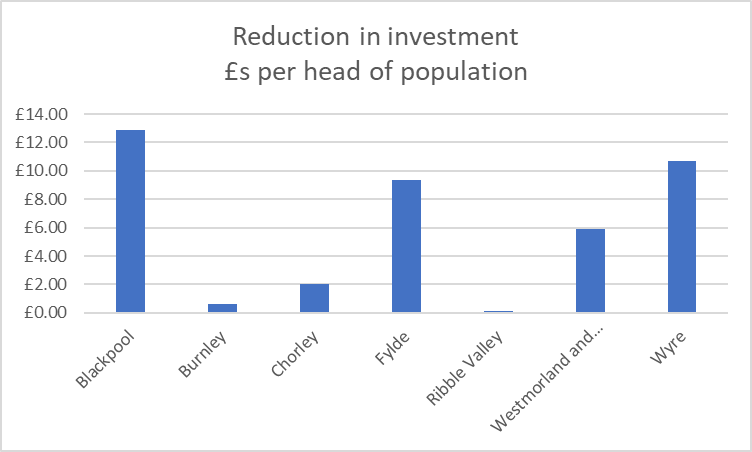 Reduction in investment
£s per head of population
£14.00
£12.00
£10.00
£8.00
£6.00
£4.00
£2.00
£0.00
Blackpool
Burnley
Chorley
Fylde
Ribble Valley
Westmorland and...
Wyre